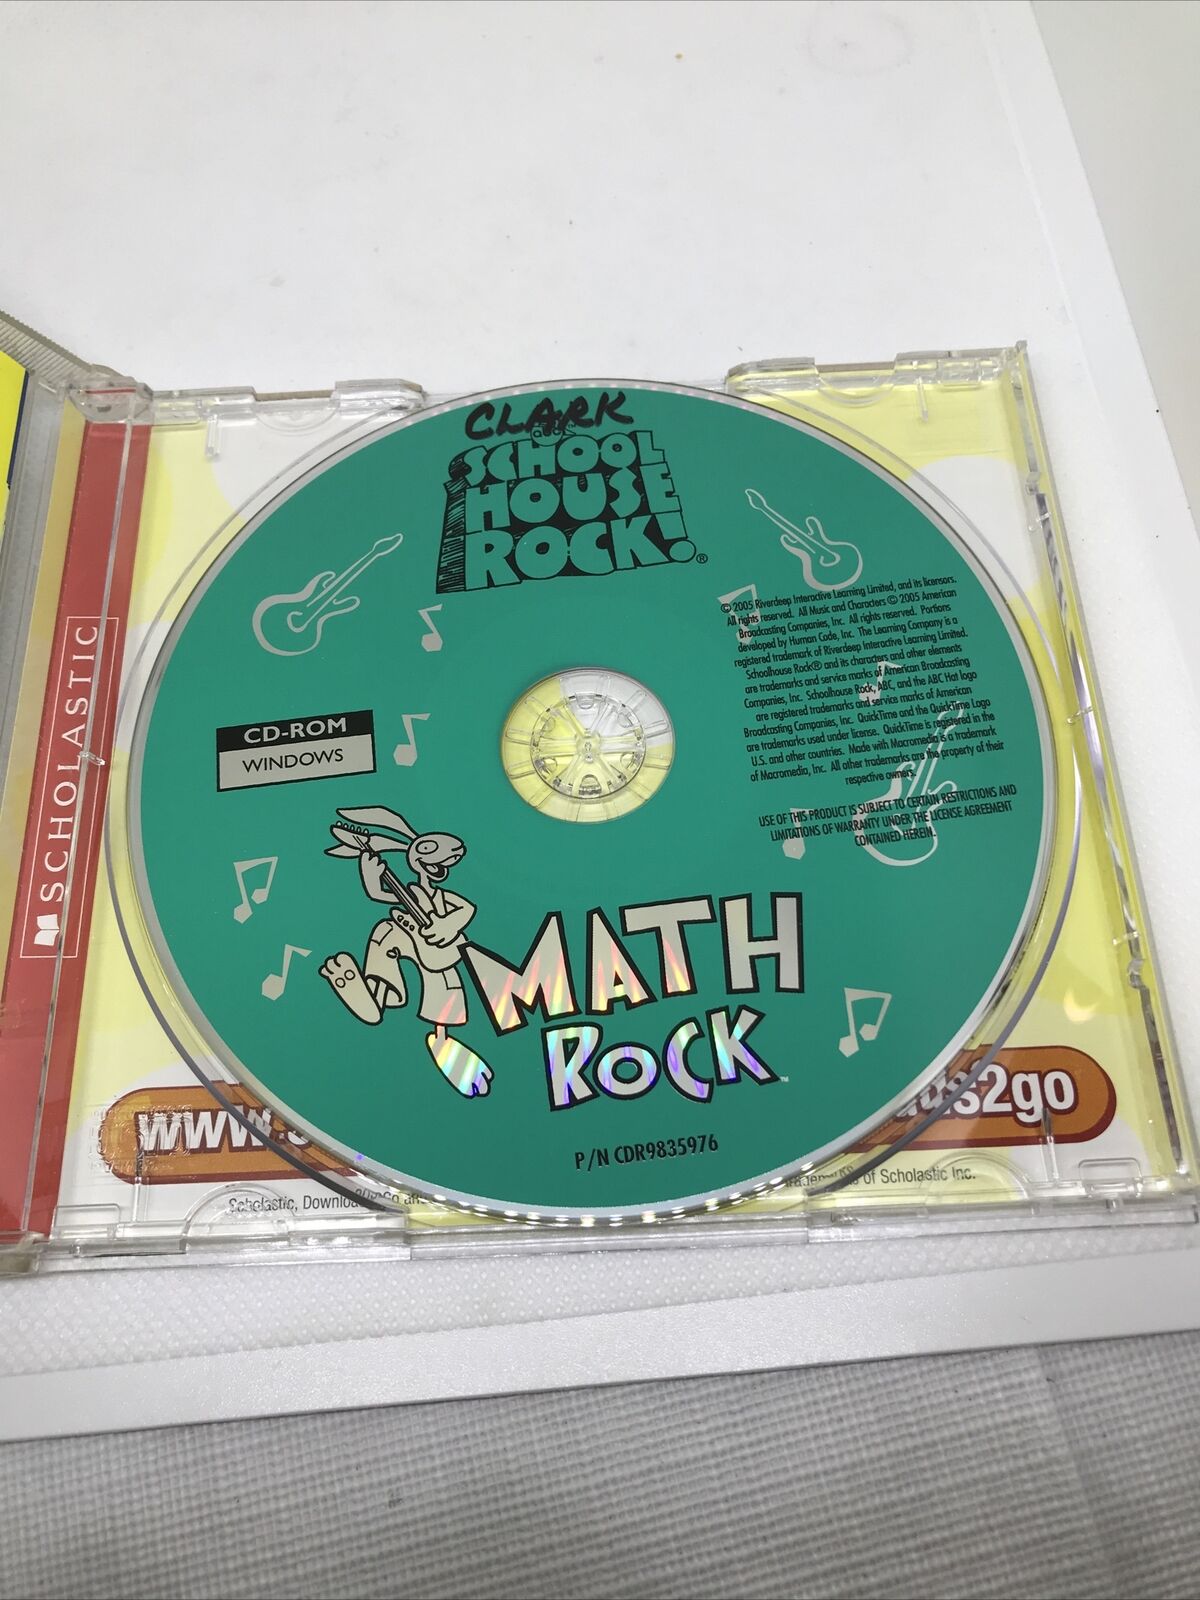 CLARK
abc
SCHOOL
HOUSE
ROCK!®
© 2005 Riverdeep Interactive Learning Limited, and its licensors.
All rights reserved. All Music and Characters © 2005 American
Broadcasting Companies, Inc. All rights reserved. Portions
developed by Human Code, Inc. The Learning Company is a
registered trademark of Riverdeep Interactive Learning Limited.
Schoolhouse Rock® and its characters and other elements
are trademarks and service marks of American Broadcasting
Companies, Inc. Schoolhouse Rock, ABC, and the ABC Hat logo
are registered trademarks and service marks of American
Broadcasting Companies, Inc. QuickTime and the QuickTime Logo
are trademarks used under license. QuickTime is registered in the
U.S. and other countries. Made with Macromedia is a trademark
of Macromedia, Inc. All other trademarks are the property of their
respective owners.
USE OF THIS PRODUCT IS SUBJECT TO CERTAIN RESTRICTIONS AND
LIMITATIONS OF WARRANTY UNDER THE LICENSE AGREEMENT
CONTAINED HEREIN.
CD-ROM
WINDOWS
MATH
ROCK™
P/N CDR9835976
SCHOLASTIC
www.
ds2go
Scholastic, Downloads2Go an
Trademarks of Scholastic Inc.